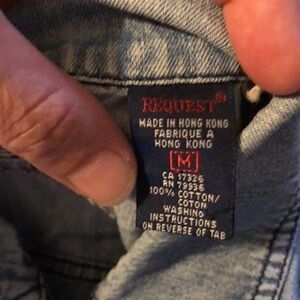 REQUEST®
MADE IN HONG KONG
FABRIQUE A
HONG KONG
M
CA 17326
RN 79936
100% COTTON/
COTON
WASHING
INSTRUCTIONS
ON REVERSE OF TAB